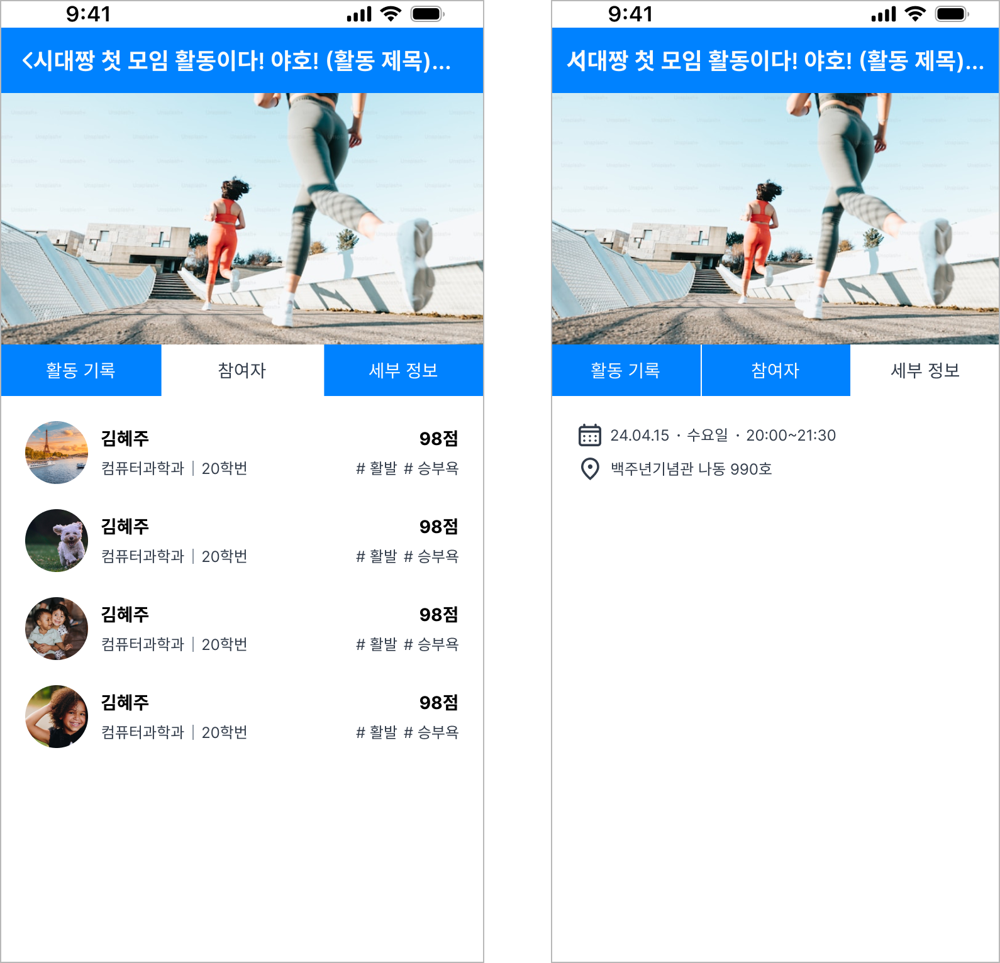 9:41
시대짱 첫 모임 활동이다! 야호! (활동 제목)...
활동 기록
참여자
세부 정보
김혜주
98점
컴퓨터과학과 | 20학번
# 활발 # 승부욕
김혜주
98점
컴퓨터과학과 | 20학번
# 활발 # 승부욕
김혜주
98점
컴퓨터과학과 | 20학번
# 활발 # 승부욕
김혜주
98점
컴퓨터과학과 | 20학번
# 활발 # 승부욕
9:41
시대짱 첫 모임 활동이다! 야호! (활동 제목)...
활동 기록
참여자
세부 정보
24.04.15 · 수요일 · 20:00~21:30
백주년기념관 나동 990호